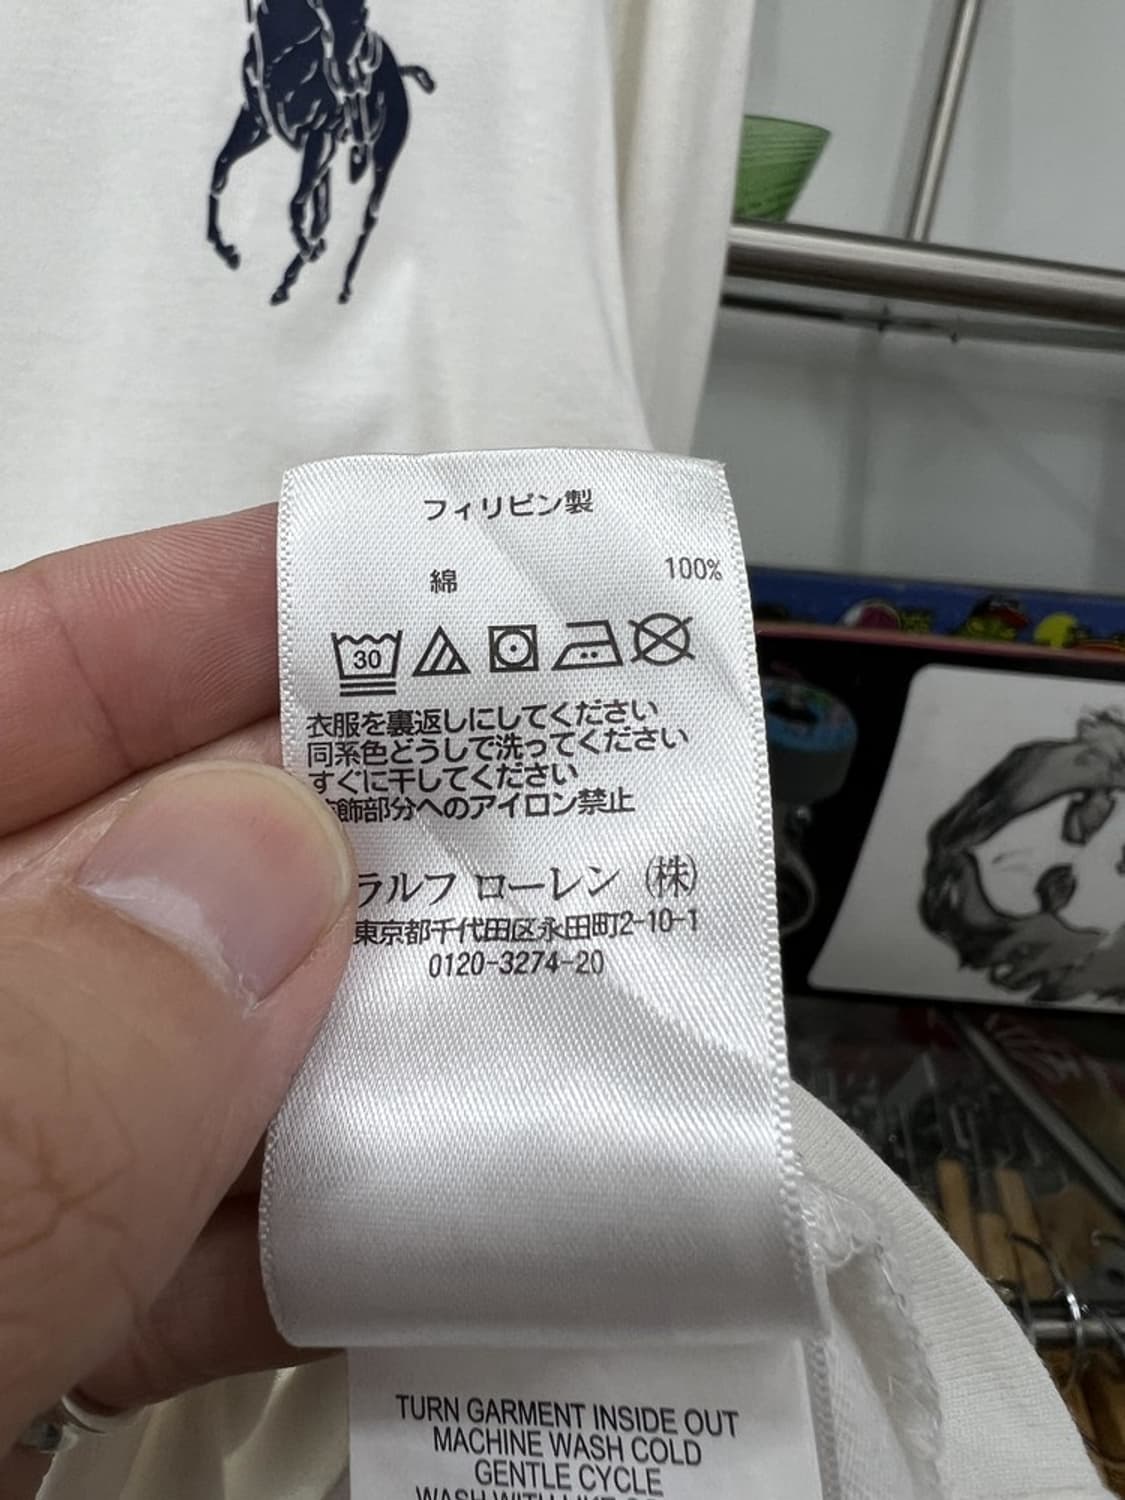 フィリピン製
綿 100%
30
衣服を裏返しにしてください
同系色どうしで洗ってください
すぐに干してください
飾部分へのアイロン禁止
ラルフ ローレン (株)
東京都千代田区永田町2-10-1
0120-3274-20
TURN GARMENT INSIDE OUT
MACHINE WASH COLD
GENTLE CYCLE
WASH WITH LIKE